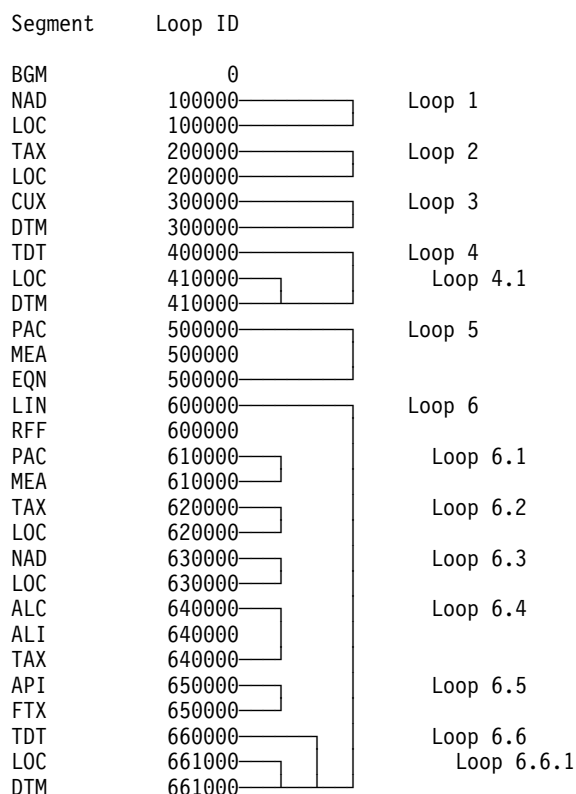 Segment Loop ID
BGM 0
NAD 100000 Loop 1
LOC 100000
TAX 200000 Loop 2
LOC 200000
CUX 300000 Loop 3
DTM 300000
TDT 400000 Loop 4
LOC 410000 Loop 4.1
DTM 410000
PAC 500000 Loop 5
MEA 500000
EQN 500000
LIN 600000 Loop 6
RFF 600000
PAC 610000 Loop 6.1
MEA 610000
TAX 620000 Loop 6.2
LOC 620000
NAD 630000 Loop 6.3
LOC 630000
ALC 640000 Loop 6.4
ALI 640000
TAX 640000
API 650000 Loop 6.5
FTX 650000
TDT 660000 Loop 6.6
LOC 661000 Loop 6.6.1
DTM 661000